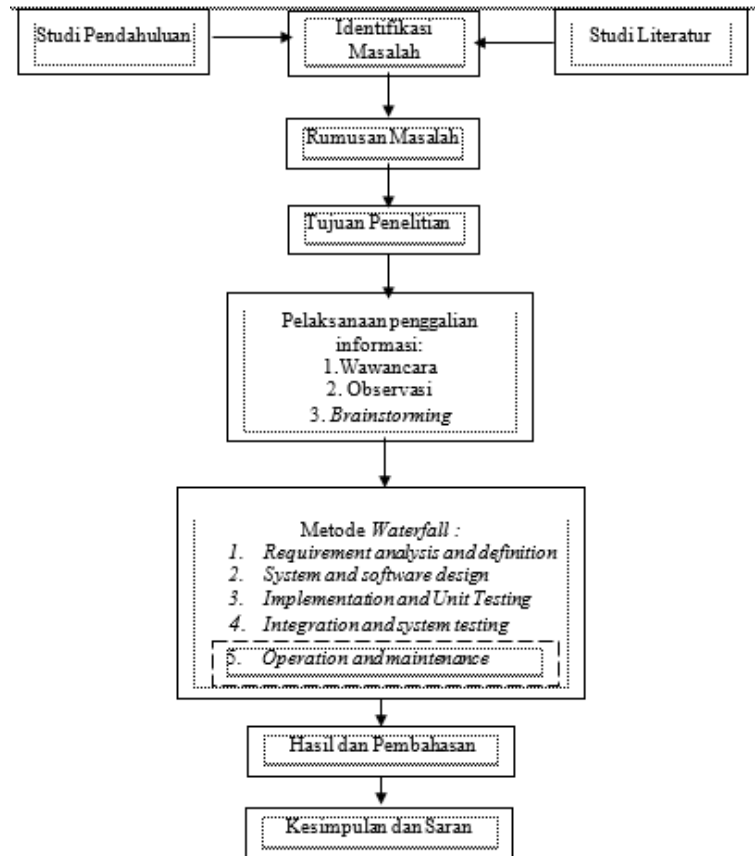 Studi Pendahuluan
Identifikasi
Masalah
Studi Literatur
Rumusan Masalah
Tujuan Penelitian
Pelaksanaan penggalian
informasi:
1.Wawancara
2. Observasi
3. Brainstorming
Metode Waterfall :
1. Requirement analysis and definition
2. System and software design
3. Implementation and Unit Testing
4. Integration and system testing
5. Operation and maintenance
Hasil dan Pembahasan
Kesimpulan dan Saran